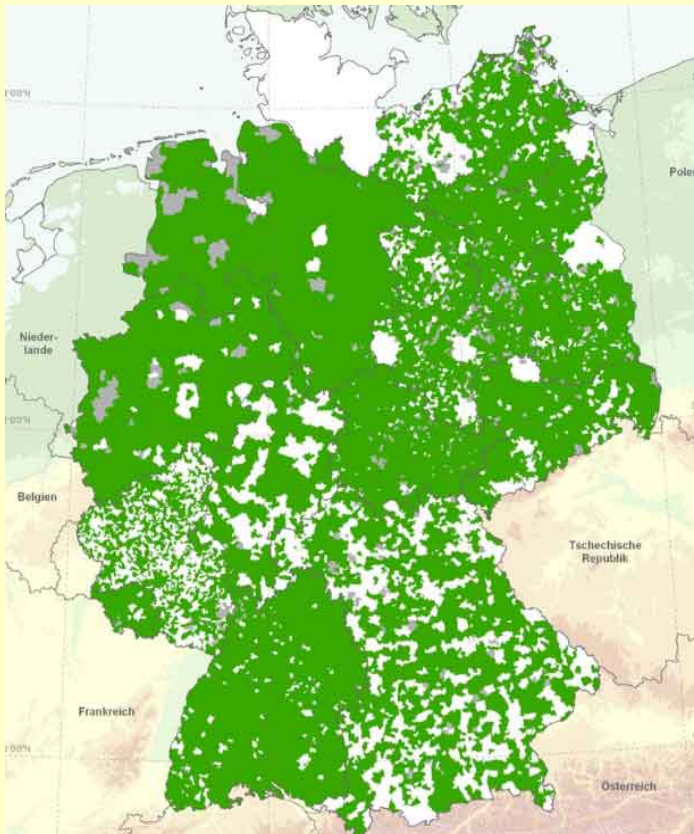 Polen
Nieder-
lande
Belgien
Tschechische
Republik
Frankreich
Österreich